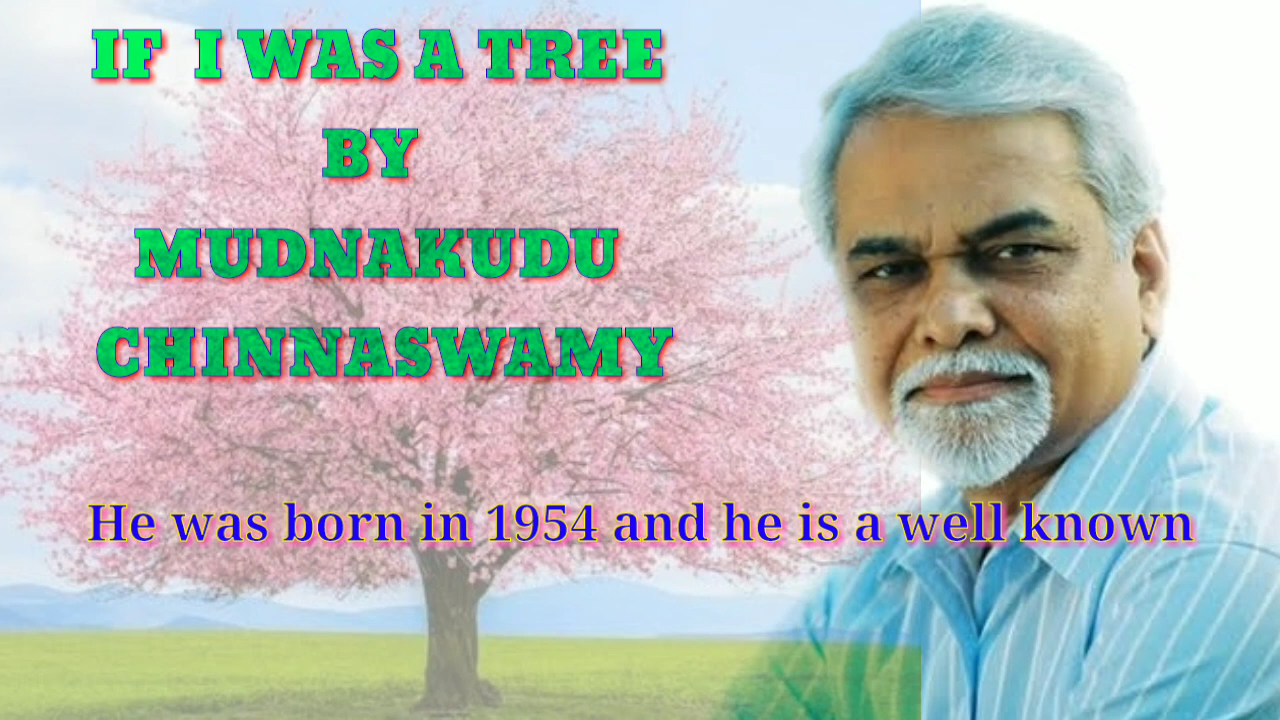 IF I WAS A TREE
BY
MUDNAKUDU
CHINNASWAMY
He was born in 1954 and he is a well known